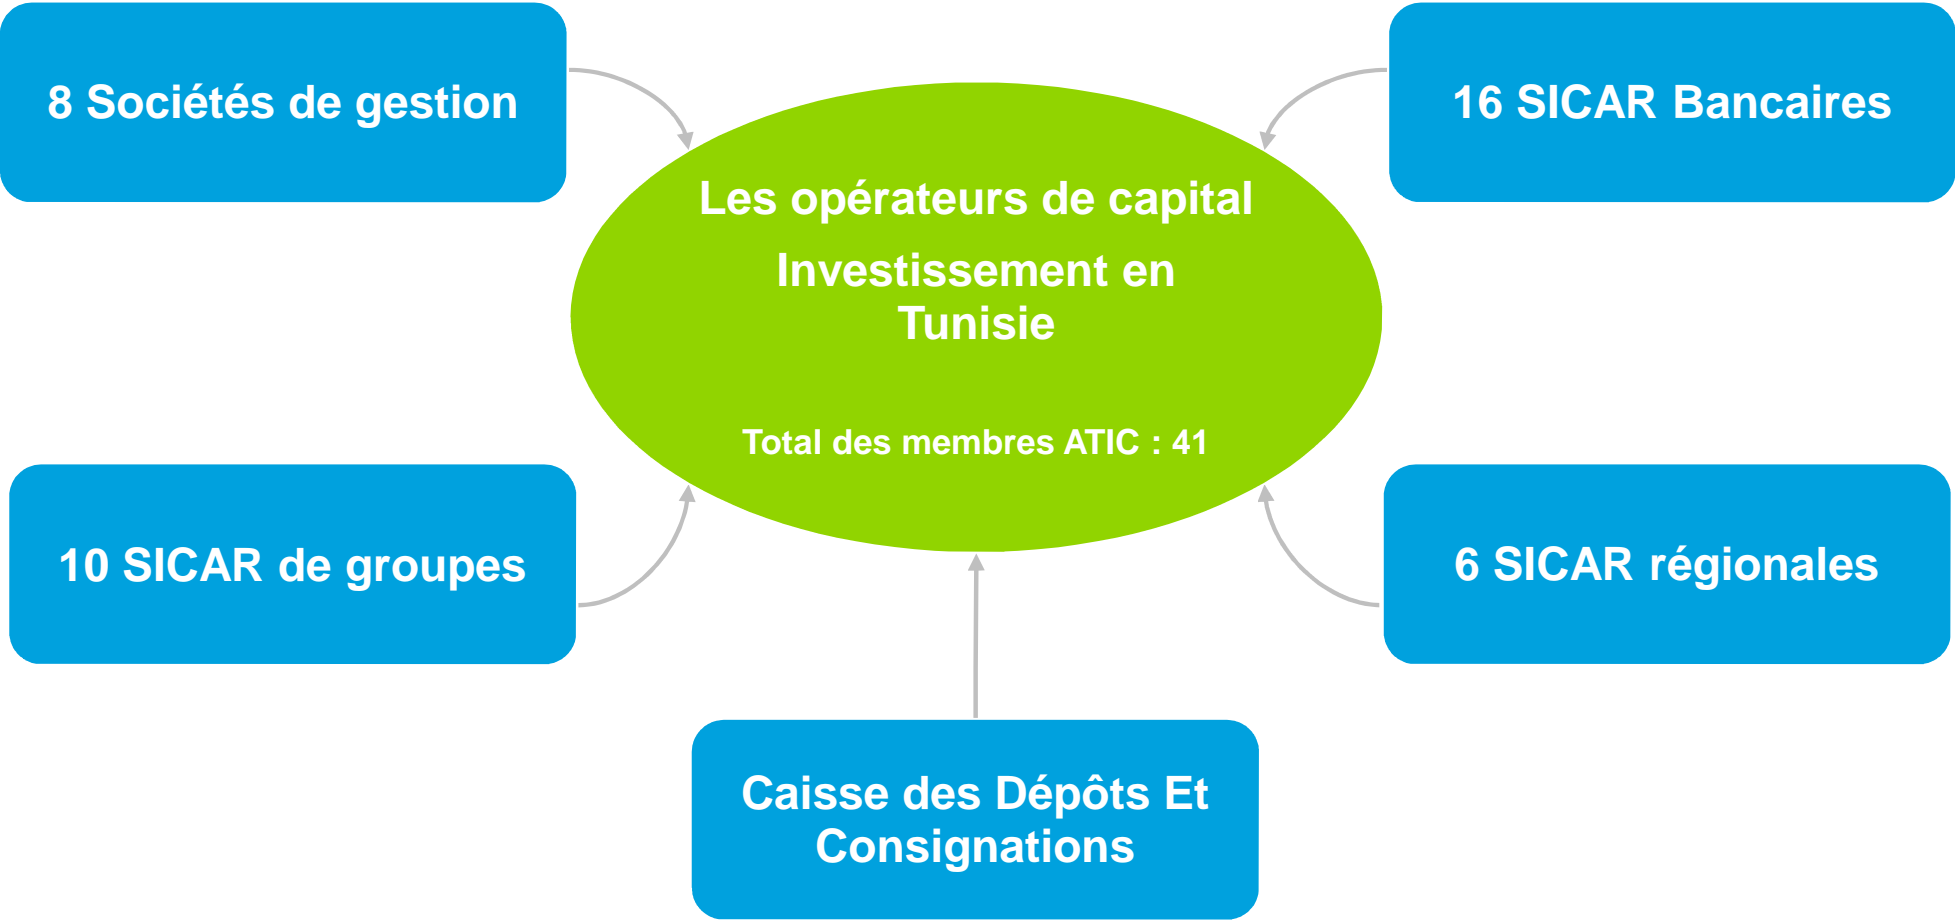 8 Sociétés de gestion
16 SICAR Bancaires
Les opérateurs de capital
Investissement en
Tunisie
Total des membres ATIC : 41
10 SICAR de groupes
6 SICAR régionales
Caisse des Dépôts Et
Consignations